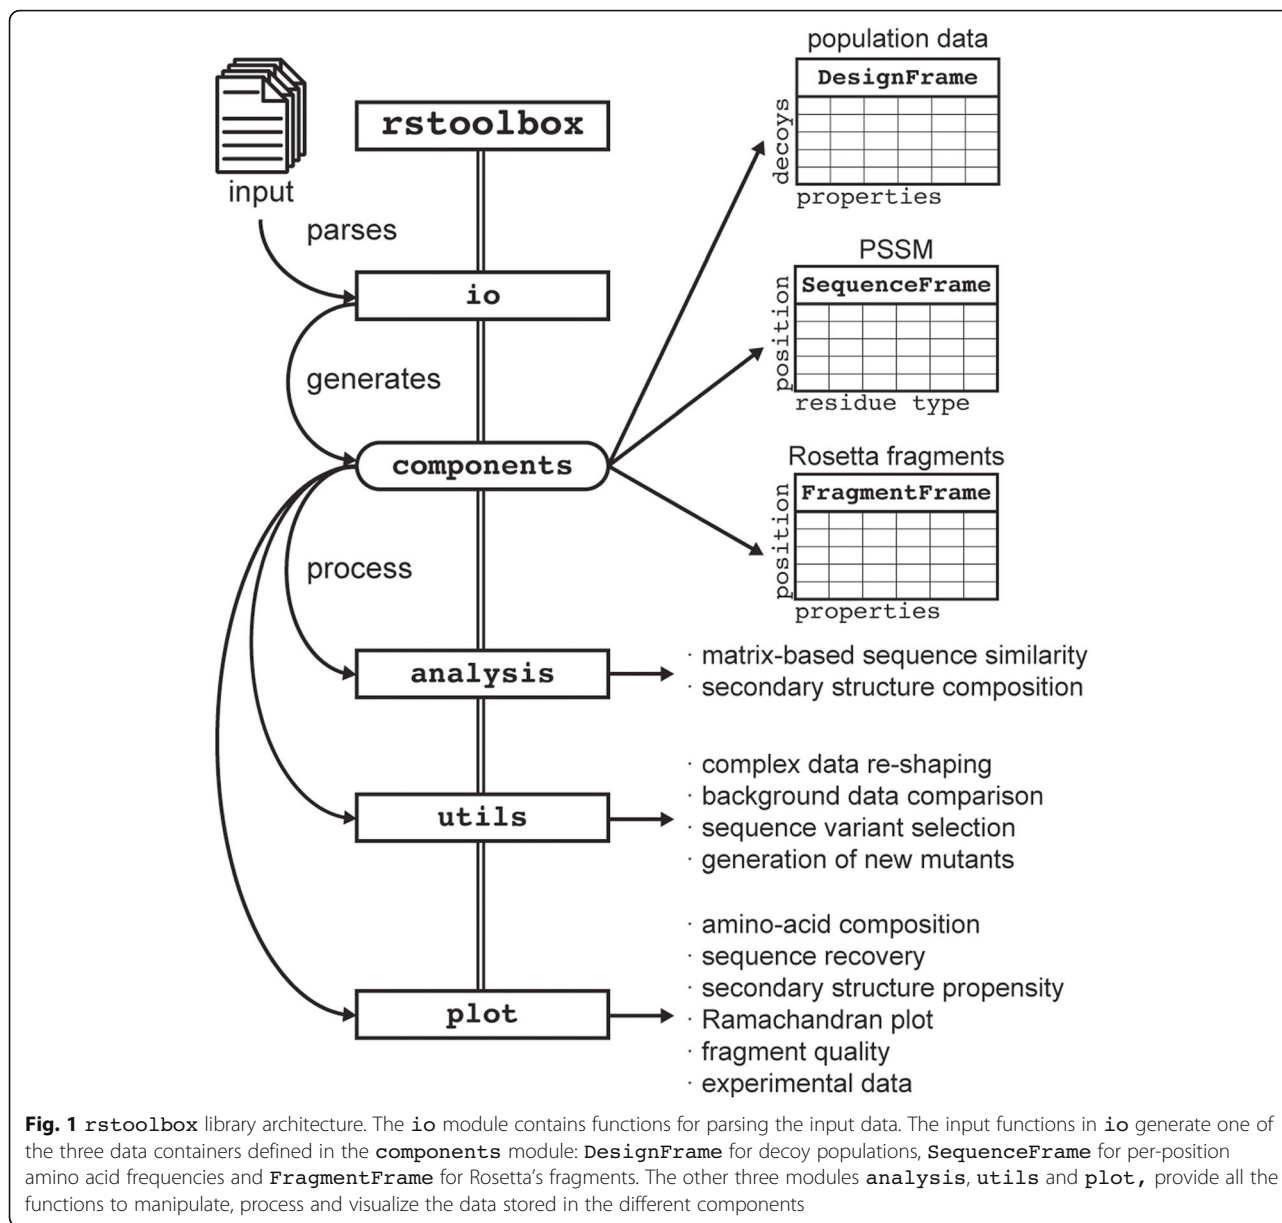 population data
DesignFrame
decoys
properties
rstoolbox
input
parses
PSSM
SequenceFrame
position
residue type
io
generates
Rosetta fragments
FragmentFrame
position
properties
components
process
analysis
· matrix-based sequence similarity
· secondary structure composition
utils
· complex data re-shaping
· background data comparison
· sequence variant selection
· generation of new mutants
plot
· amino-acid composition
· sequence recovery
· secondary structure propensity
· Ramachandran plot
· fragment quality
· experimental data
Fig. 1 rstoolbox library architecture. The io module contains functions for parsing the input data. The input functions in io generate one of
the three data containers defined in the components module: DesignFrame for decoy populations, SequenceFrame for per-position
amino acid frequencies and FragmentFrame for Rosetta's fragments. The other three modules analysis, utils and plot, provide all the
functions to manipulate, process and visualize the data stored in the different components